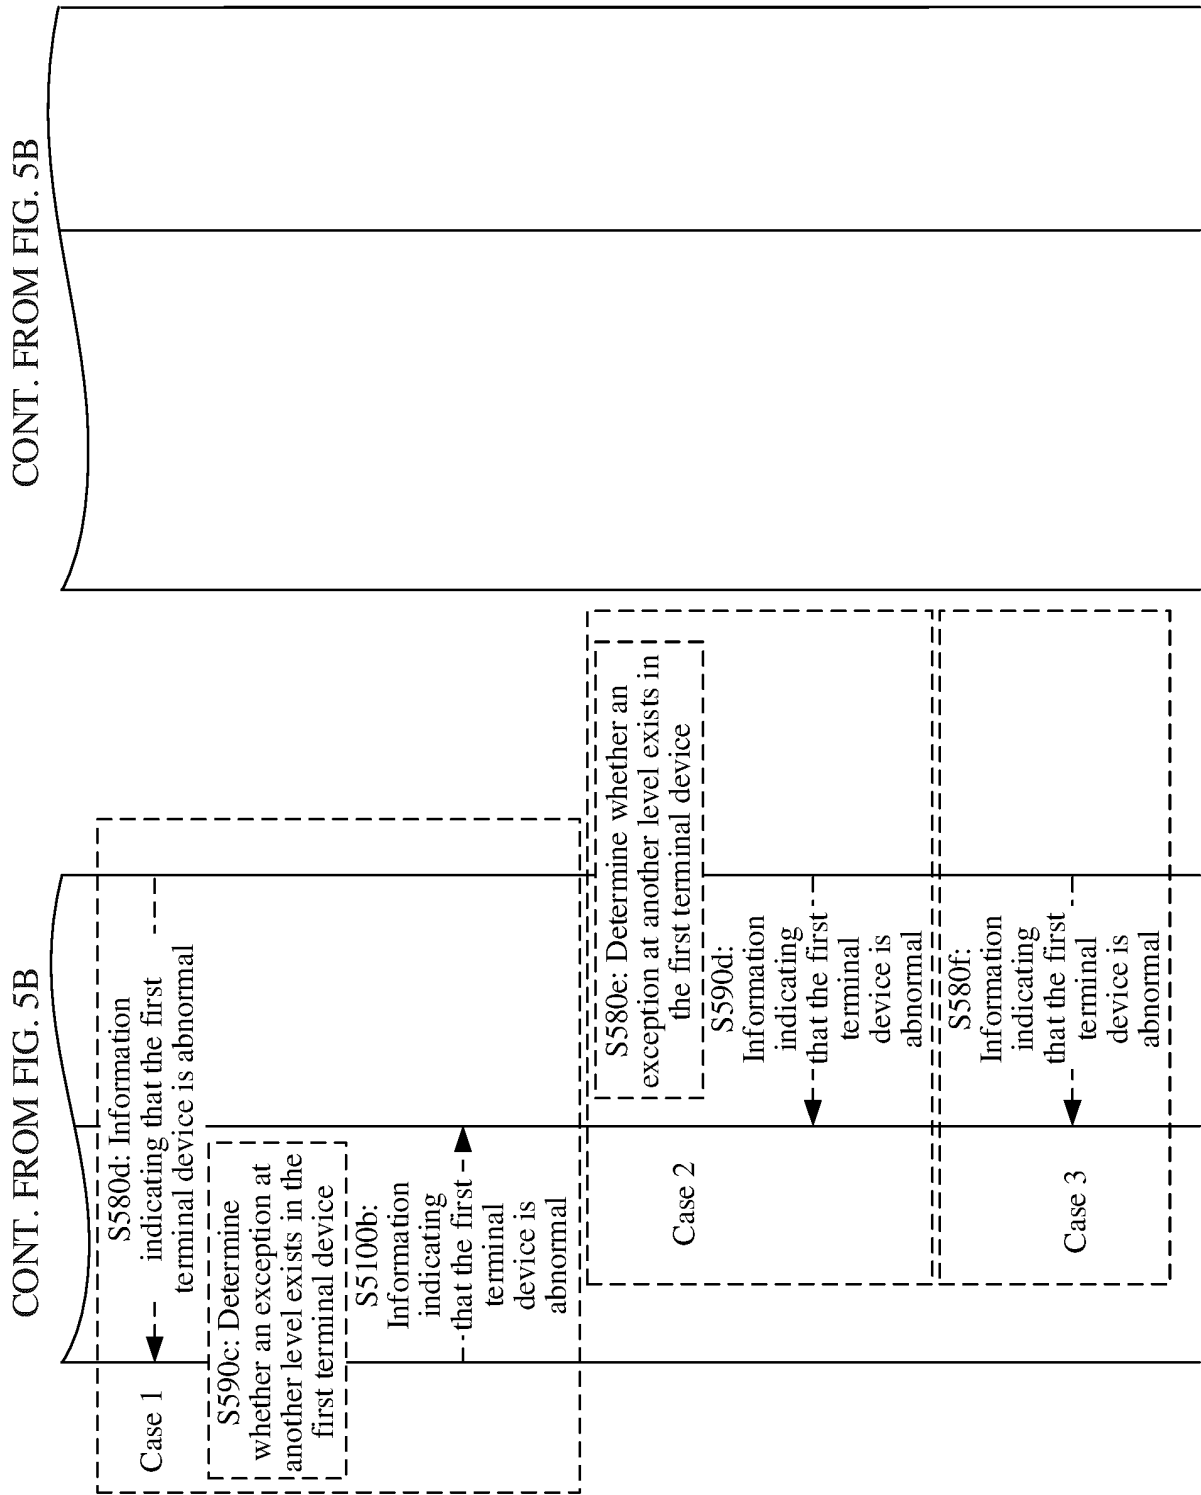 CONT. FROM FIG. 5B
CONT. FROM FIG. 5B
Case 1
S580d: Information
indicating that the first
terminal device is abnormal
S590c: Determine
whether an exception at
another level exists in the
first terminal device
S5100b:
Information
indicating
that the first
terminal
device is
abnormal
Case 2
S580e: Determine whether an
exception at another level exists in
the first terminal device
S590d:
Information
indicating
that the first
terminal
device is
abnormal
Case 3
S580f:
Information
indicating
that the first
terminal
device is
abnormal